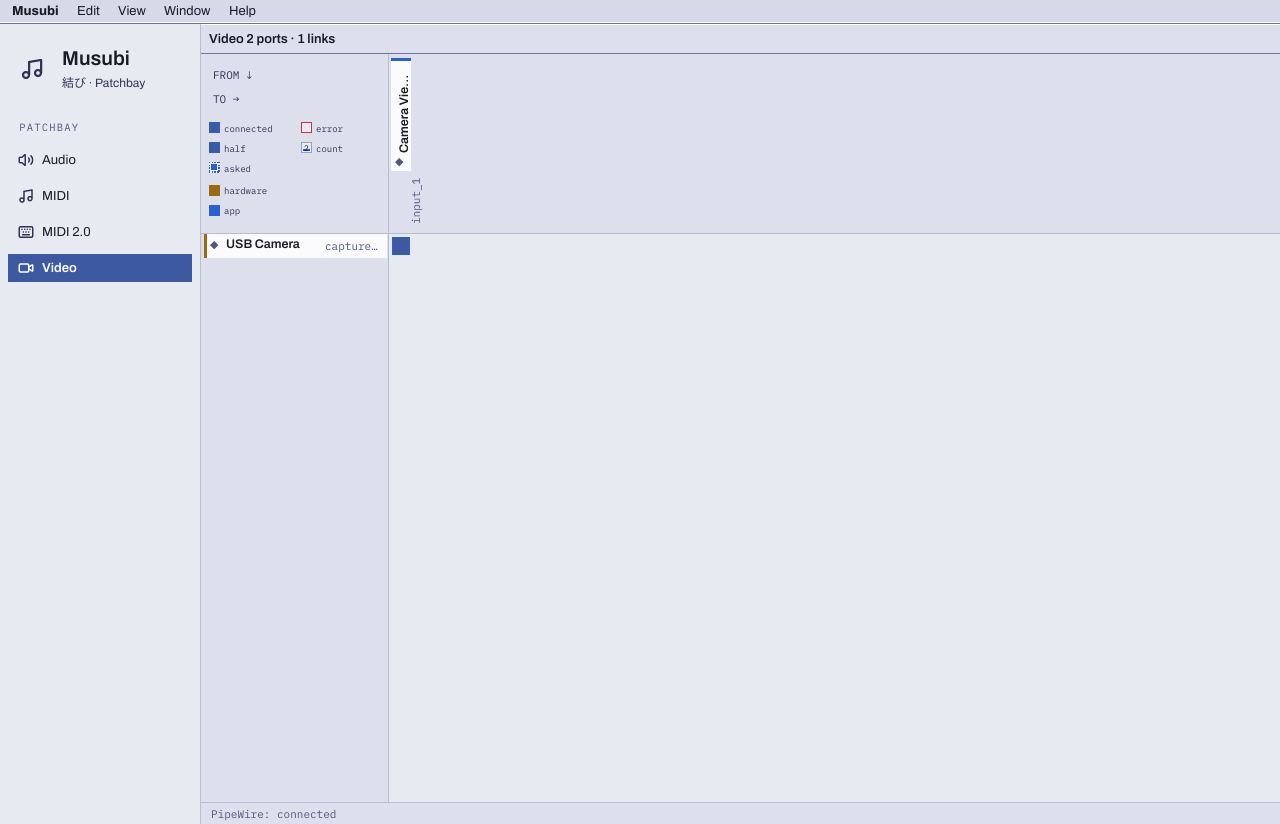 Musubi Edit View Window Help
Musubi
結び · Patchbay
PATCHBAY
Audio
MIDI
MIDI 2.0
Video
Video 2 ports · 1 links
FROM ↓
TO →
connected
error
half
2 count
asked
hardware
app
Camera Vie…
input_1
USB Camera capture…
PipeWire: connected